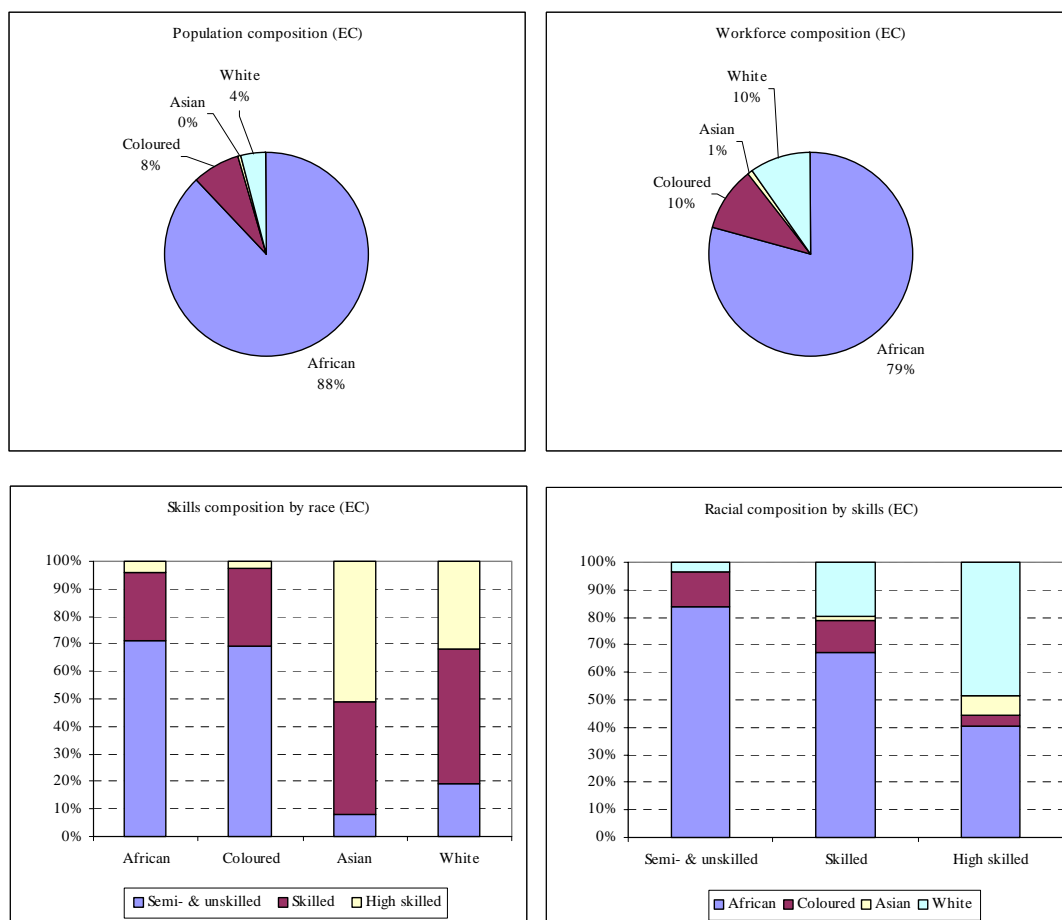 Population composition (EC)
White
4%
Asian
0%
Coloured
8%
African
88%
Workforce composition (EC)
White
10%
Asian
1%
Coloured
10%
African
79%
Skills composition by race (EC)
100%
90%
80%
70%
60%
50%
40%
30%
20%
10%
0%
African Coloured Asian White
Semi- & unskilled Skilled High skilled
Racial composition by skills (EC)
100%
90%
80%
70%
60%
50%
40%
30%
20%
10%
0%
Semi- & unskilled Skilled High skilled
African Coloured Asian White